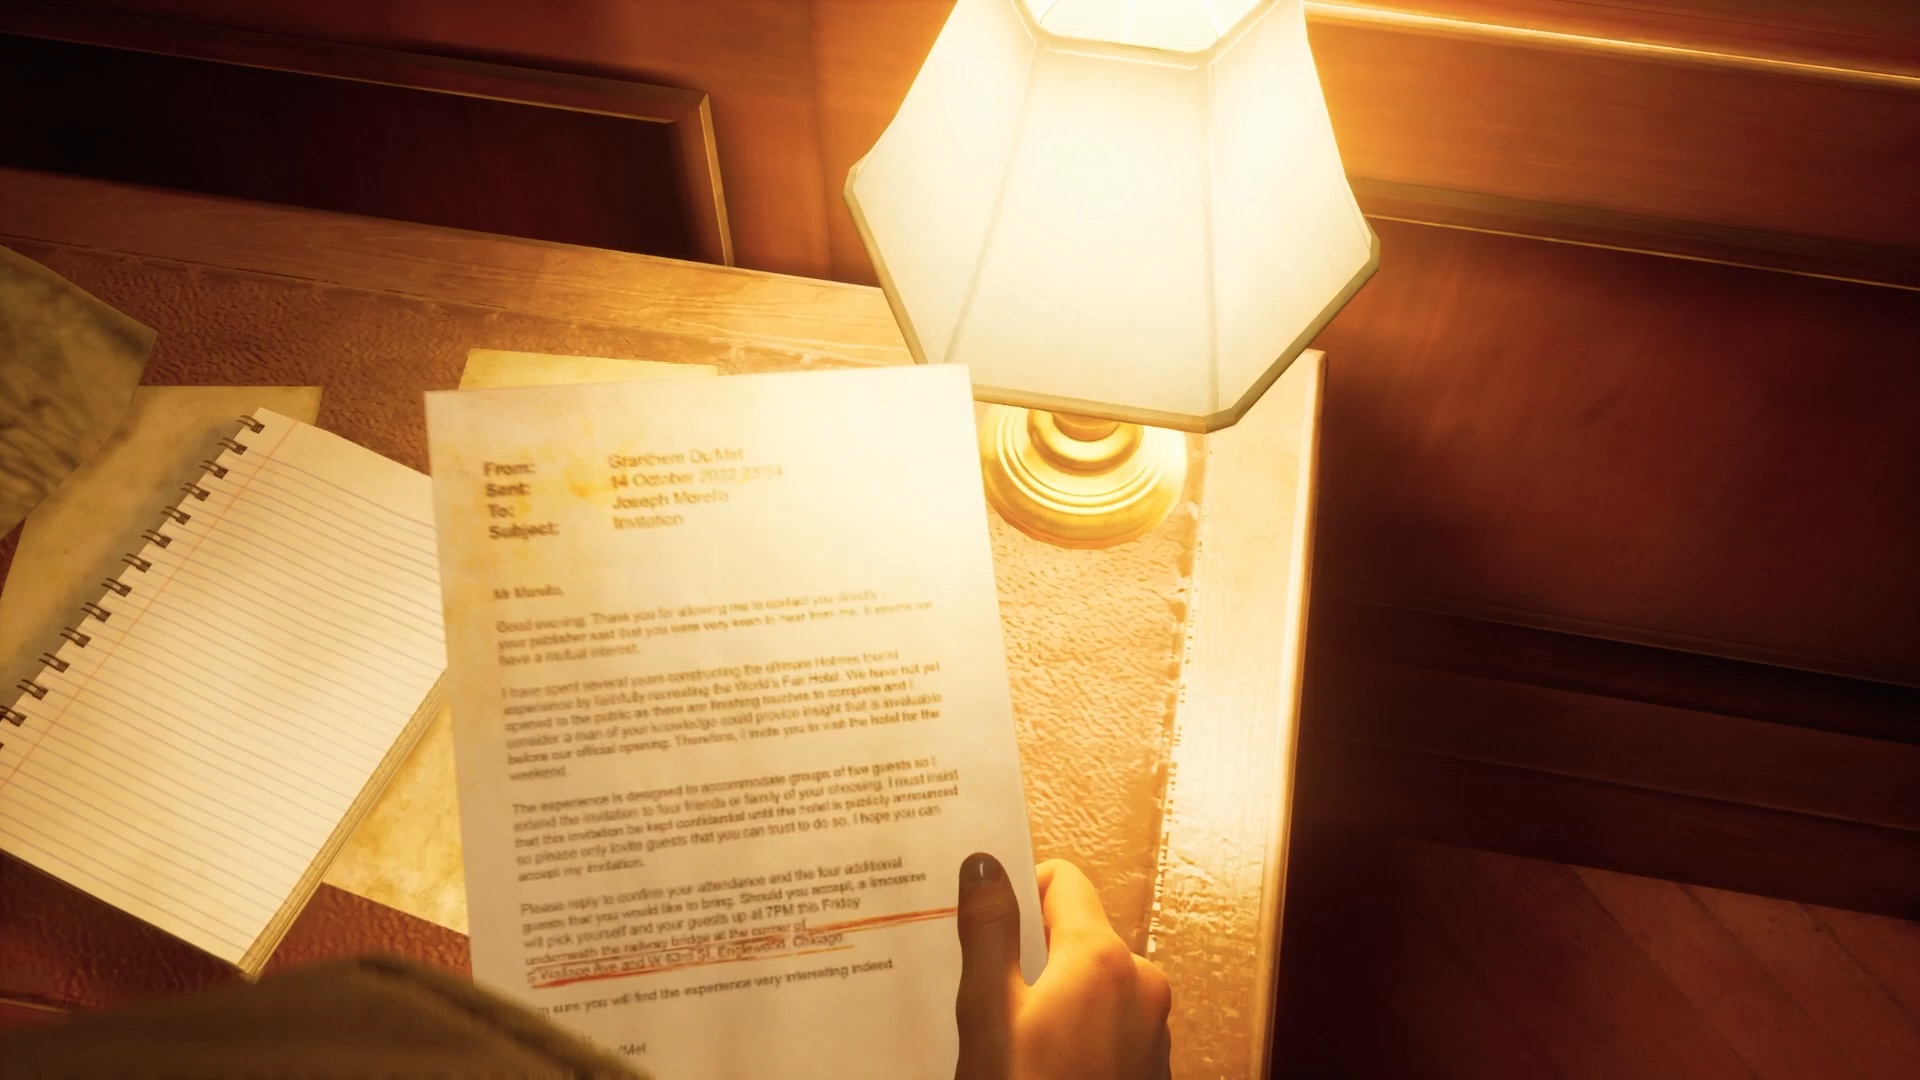 From: Granthem Du'Met
Sent: 14 October 2022 23:34
To: Joseph Morello
Subject: Invitation
Mr Morello,
Good evening. Thank you for allowing me to contact you directly -
your publisher said that you were very keen to hear from me. It seems we
have a mutual interest.
I have spent several years constructing the ultimate Holmes tourist
experience by faithfully recreating the World's Fair Hotel. We have not yet
opened to the public as there are finishing touches to complete and I
consider a man of your knowledge could provide insight that is invaluable
before our official opening. Therefore, I invite you to visit the hotel for the
weekend.
The experience is designed to accommodate groups of five guests so I
extend the invitation to four friends or family of your choosing. I must insist
that this invitation be kept confidential until the hotel is publicly announced
so please only invite guests that you can trust to do so. I hope you can
accept my invitation.
Please reply to confirm your attendance and the four additional
guests that you would like to bring. Should you accept, a limousine
will pick yourself and your guests up at 7PM this Friday
underneath the railway bridge at the corner of
S Wallace Ave and W 63rd St, Englewood, Chicago
sure you will find the experience very interesting indeed.